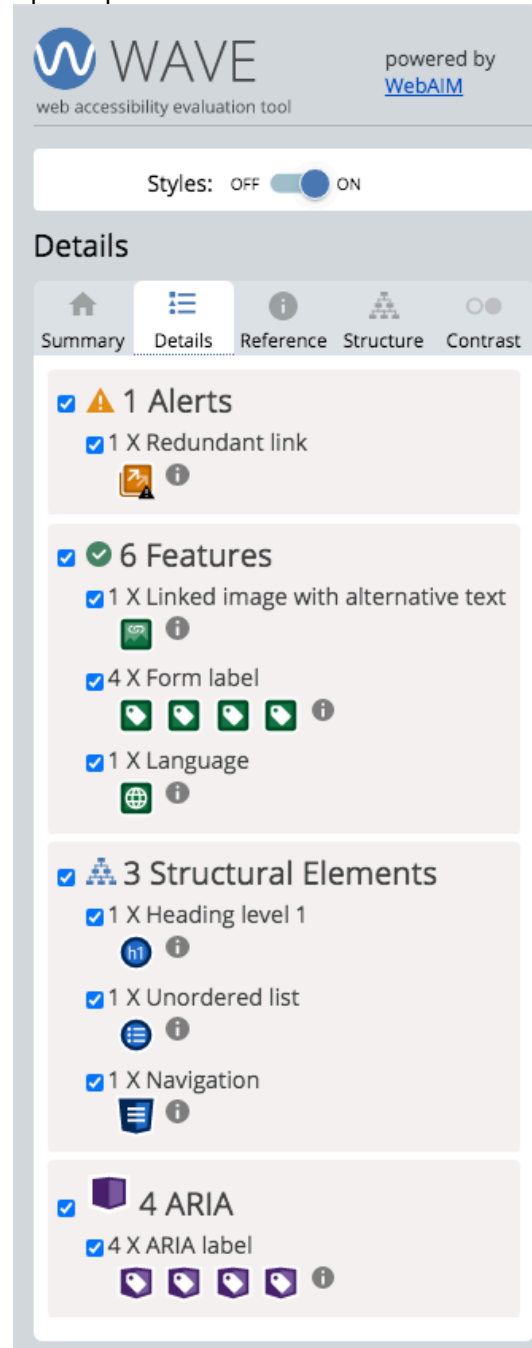 WAVE
powered by
WebAIM
web accessibility evaluation tool
Styles: OFF ON
Details
Summary Details Reference Structure Contrast
1 Alerts
1 X Redundant link
6 Features
1 X Linked image with alternative text
4 X Form label
1 X Language
3 Structural Elements
1 X Heading level 1
h1
1 X Unordered list
1 X Navigation
4 ARIA
4 X ARIA label